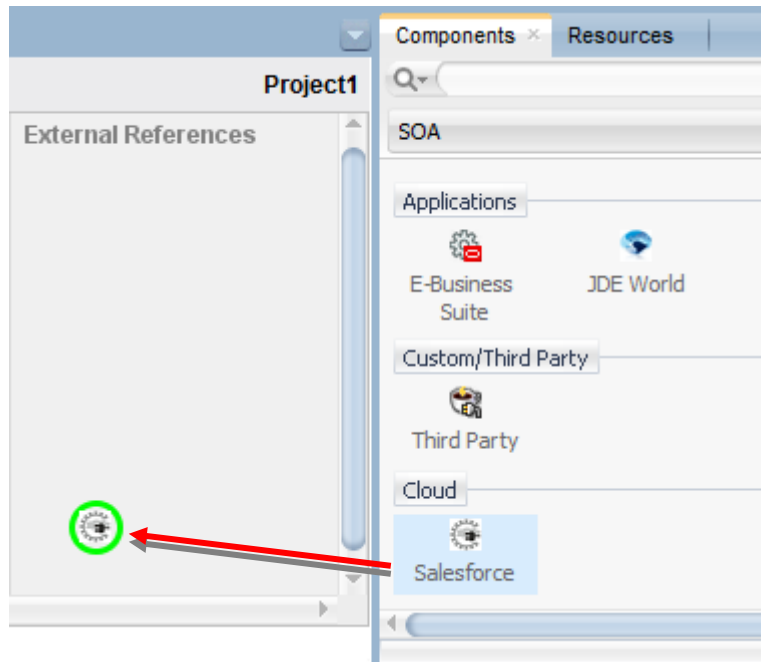 Components
Resources
Project1
External References
SOA
Applications
E-Business
Suite
JDE World
Custom/Third Party
Third Party
Cloud
Salesforce